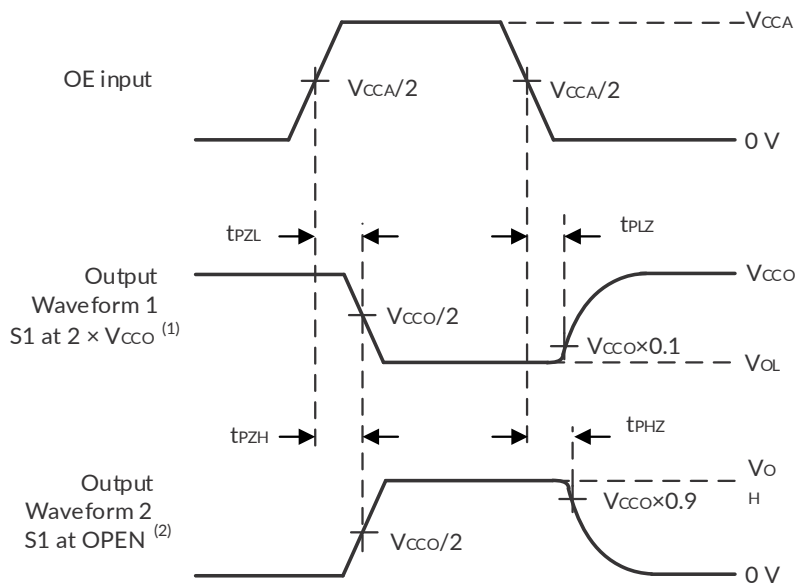 VCCA
OE input
VCCA/2
VCCA/2
0 V
tPZL
tPLZ
Output
Waveform 1
S1 at 2 × VCCO (1)
VCCO
VCCO/2
VCCO×0.1
VOL
tPZH
tPHZ
Output
Waveform 2
S1 at OPEN (2)
VO
H
VCCO×0.9
VCCO/2
0 V